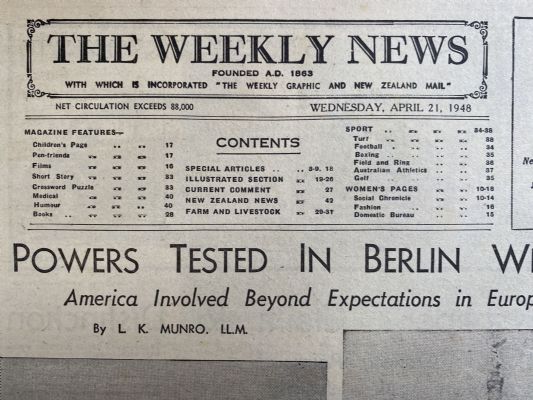 THE WEEKLY NEWS
FOUNDED A.D. 1863
WITH WHICH IS INCORPORATED "THE WEEKLY GRAPHIC AND NEW ZEALAND MAIL"
NET CIRCULATION EXCEEDS 88,000
WEDNESDAY, APRIL 21, 1948
MAGAZINE FEATURES—
Children's Page .. .. 17
Pen-friends .. .. 17
Films .. .. 16
Short Story .. .. 33
Crossword Puzzle .. .. 33
Medical .. .. 40
Humour .. .. 40
Books .. .. 28
CONTENTS
SPECIAL ARTICLES .. 3-9, 18
ILLUSTRATED SECTION .. 19-26
CURRENT COMMENT .. 27
NEW ZEALAND NEWS .. 42
FARM AND LIVESTOCK .. 29-37
SPORT .. .. .. .. 34-38
Turf .. .. .. .. 38
Football .. .. .. 34
Boxing .. .. .. 35
Field and Ring .. .. 36
Australian Athletics .. 37
Golf .. .. .. 35
WOMEN'S PAGES .. 10-16
Social Chronicle .. 10-14
Fashion .. .. 16
Domestic Bureau .. 15
POWERS TESTED IN BERLIN
America Involved Beyond Expectations in Europ
By L. K. MUNRO. LL.M.